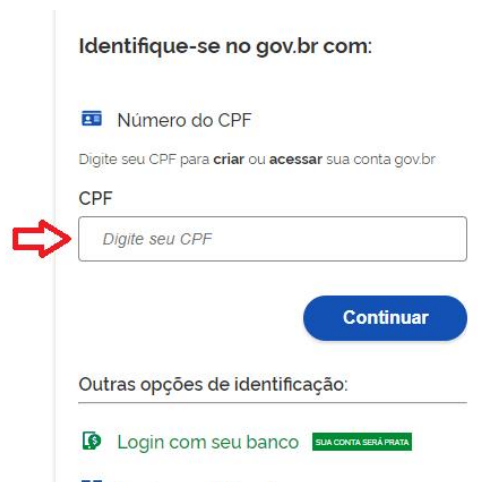 Identifique-se no gov.br com:
Número do CPF
Digite seu CPF para criar ou acessar sua conta gov.br
CPF
Digite seu CPF
Continuar
Outras opções de identificação:
Login com seu banco SUA CONTA SERÁ PRATA